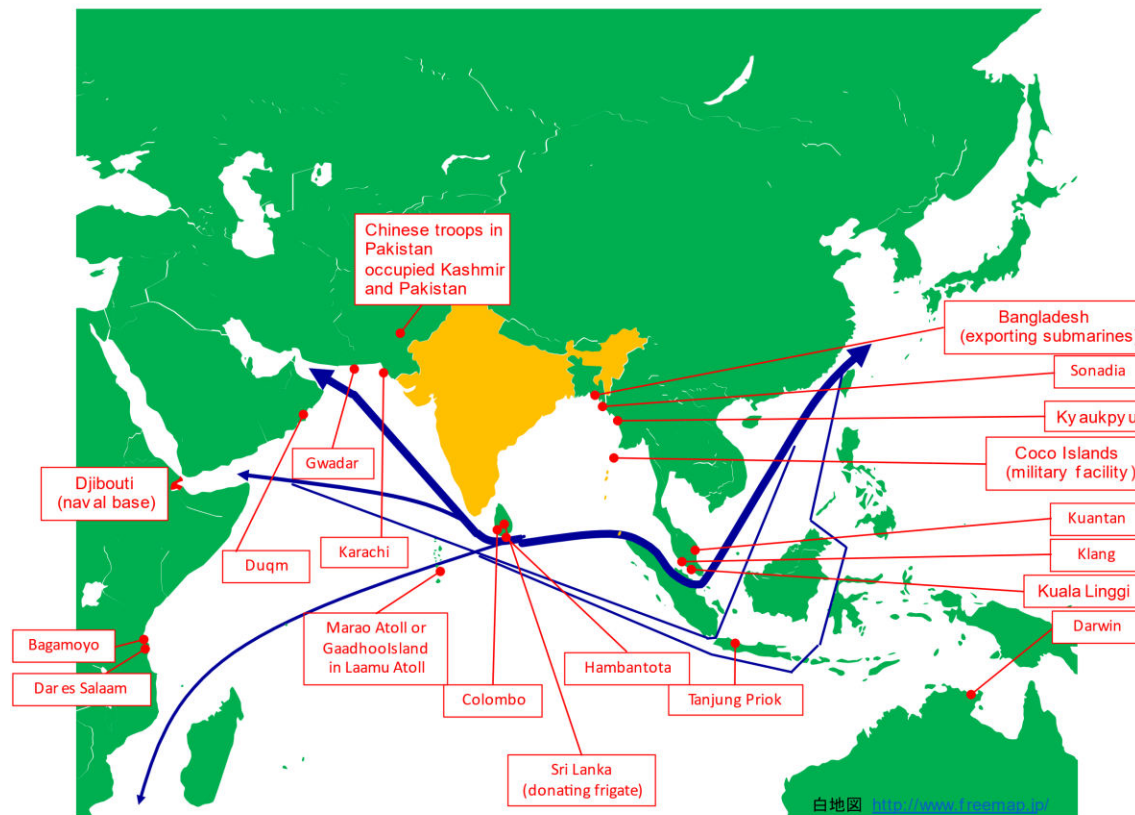 Chinese troops in
Pakistan
occupied Kashmir
and Pakistan
Bangladesh
(exporting submarines
Sonadia
Kyaukpyu
Coco Islands
(military facility)
Gwadar
Djibouti
(naval base)
Kuantan
Karachi
Klang
Duqm
Kuala Linggi
Bagamoyo
Marao Atoll or
GaadhooIsland
in Laamu Atoll
Darwin
Hambantota
Dar es Salaam
Colombo
Tanjung Priok
Sri Lanka
(donating frigate)
白地図 http://www.freemap.jp/